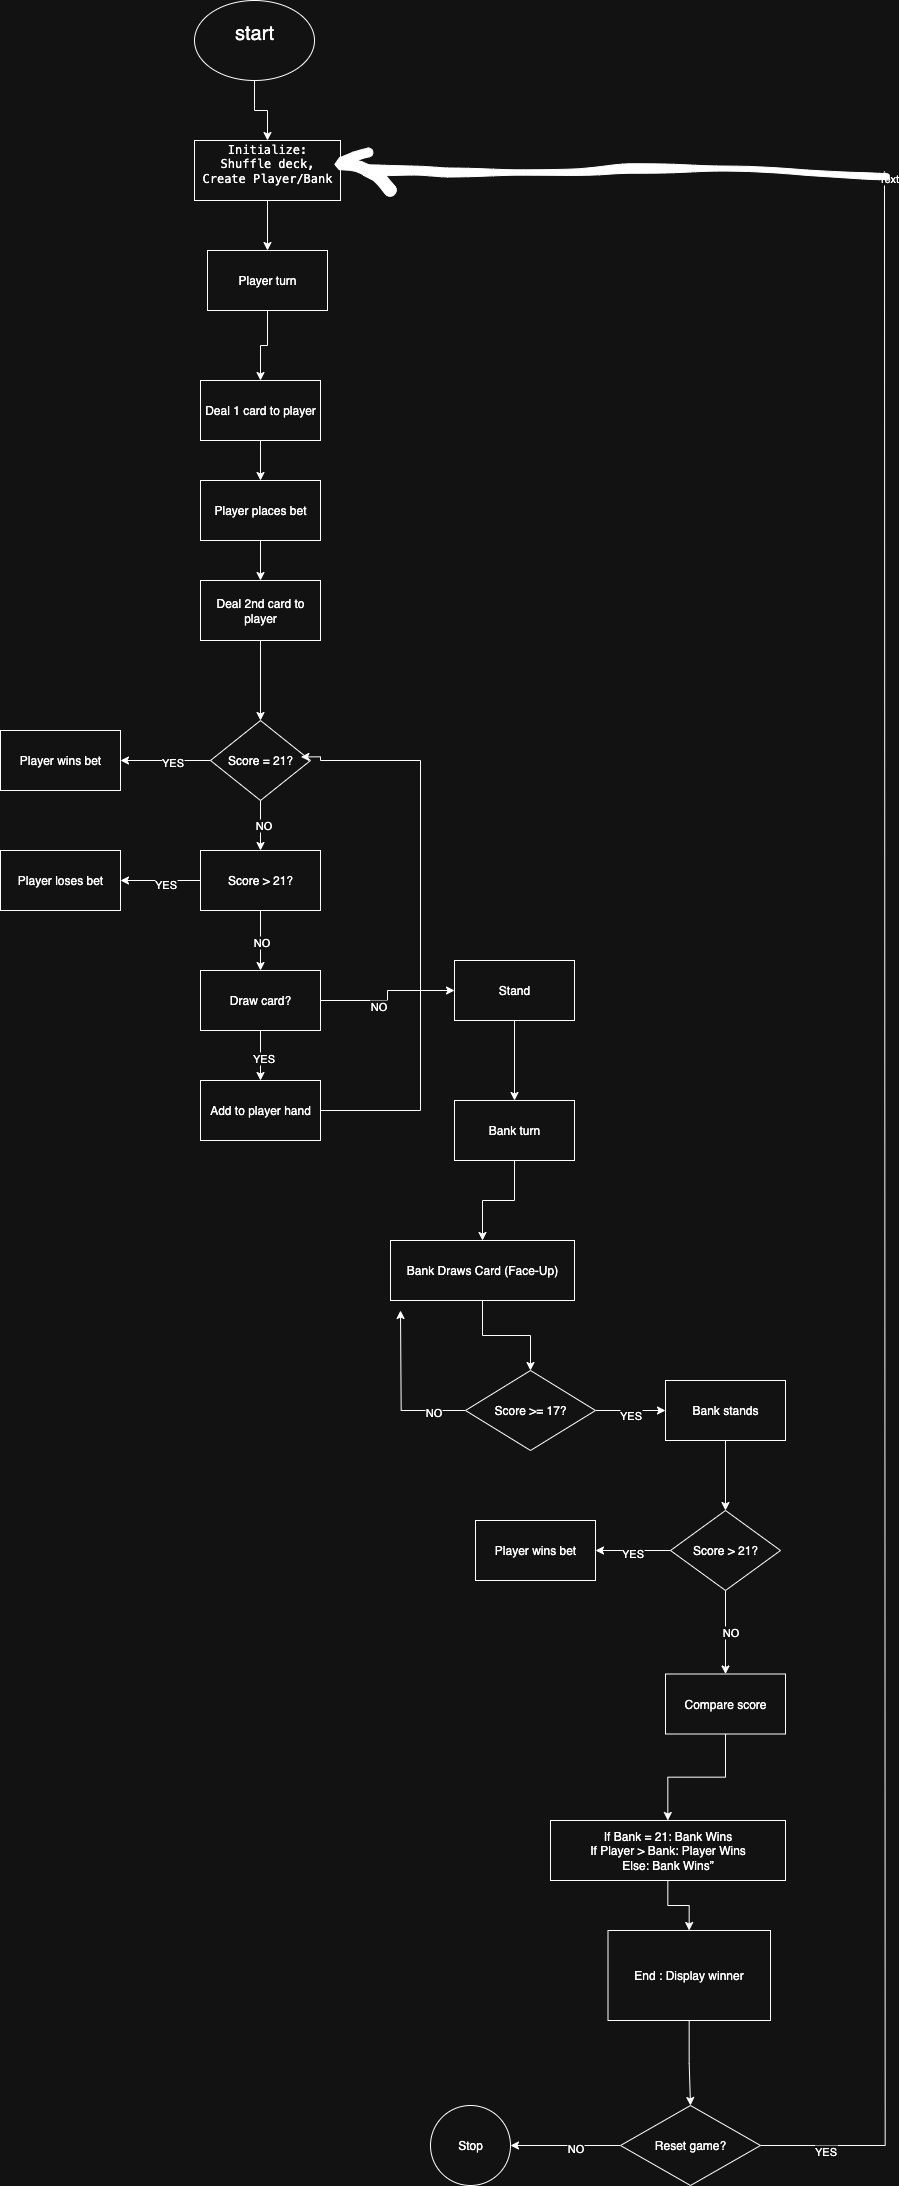 start
Initialize:
Shuffle deck,
Create Player/Bank
Text
Player turn
Deal 1 card to player
Player places bet
Deal 2nd card to
player
Player wins bet
YES
Score = 21?
NO
Player loses bet
YES
Score > 21?
NO
Draw card?
NO
Stand
YES
Add to player hand
Bank turn
Bank Draws Card (Face-Up)
NO
Score >= 17?
YES
Bank stands
Player wins bet
YES
Score > 21?
NO
Compare score
If Bank = 21: Bank Wins
If Player > Bank: Player Wins
Else: Bank Wins”
End : Display winner
Stop
NO
Reset game?
YES